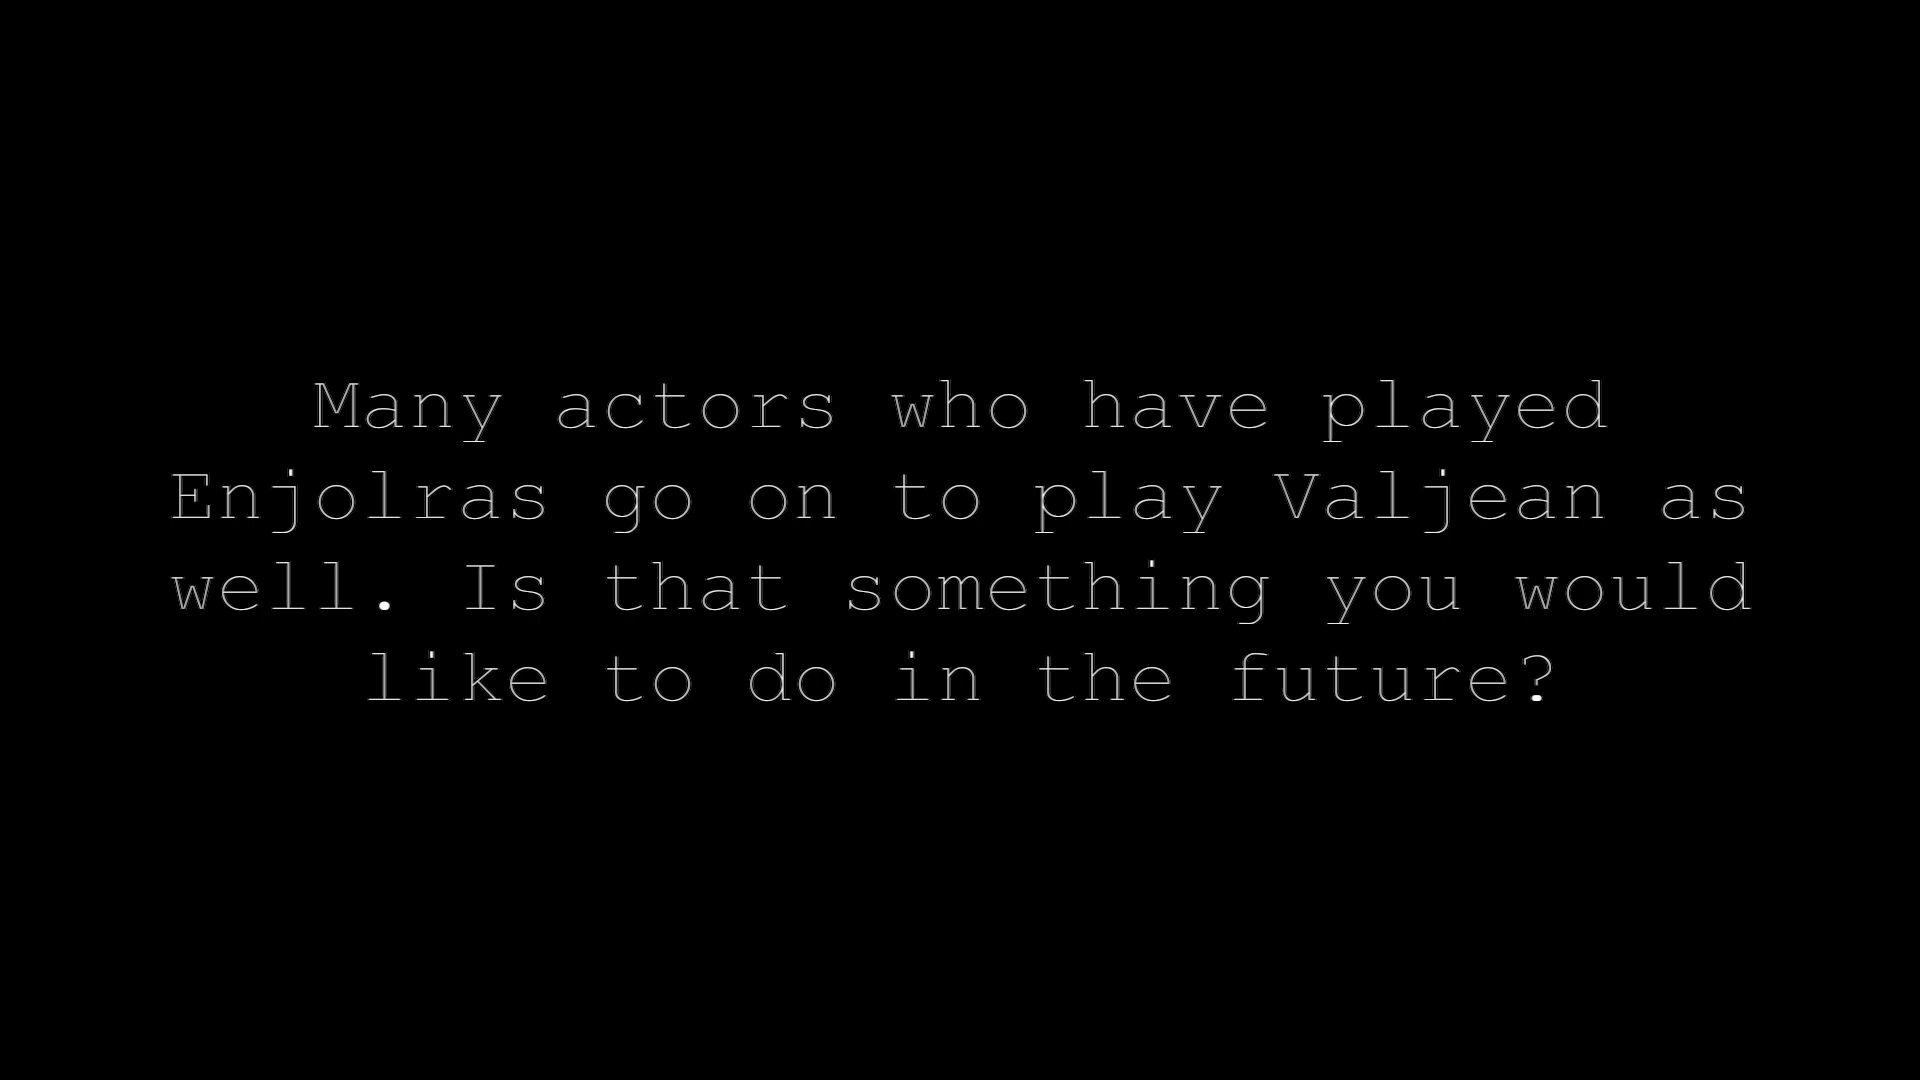 Many actors who have played
Enjolras go on to play Valjean as
well. Is that something you would
like to do in the future?